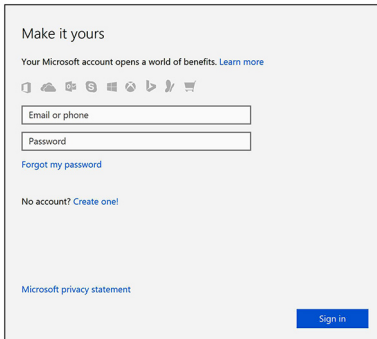 Make it yours
Your Microsoft account opens a world of benefits. Learn more
Email or phone
Password
Forgot my password
No account? Create one!
Microsoft privacy statement
Sign in